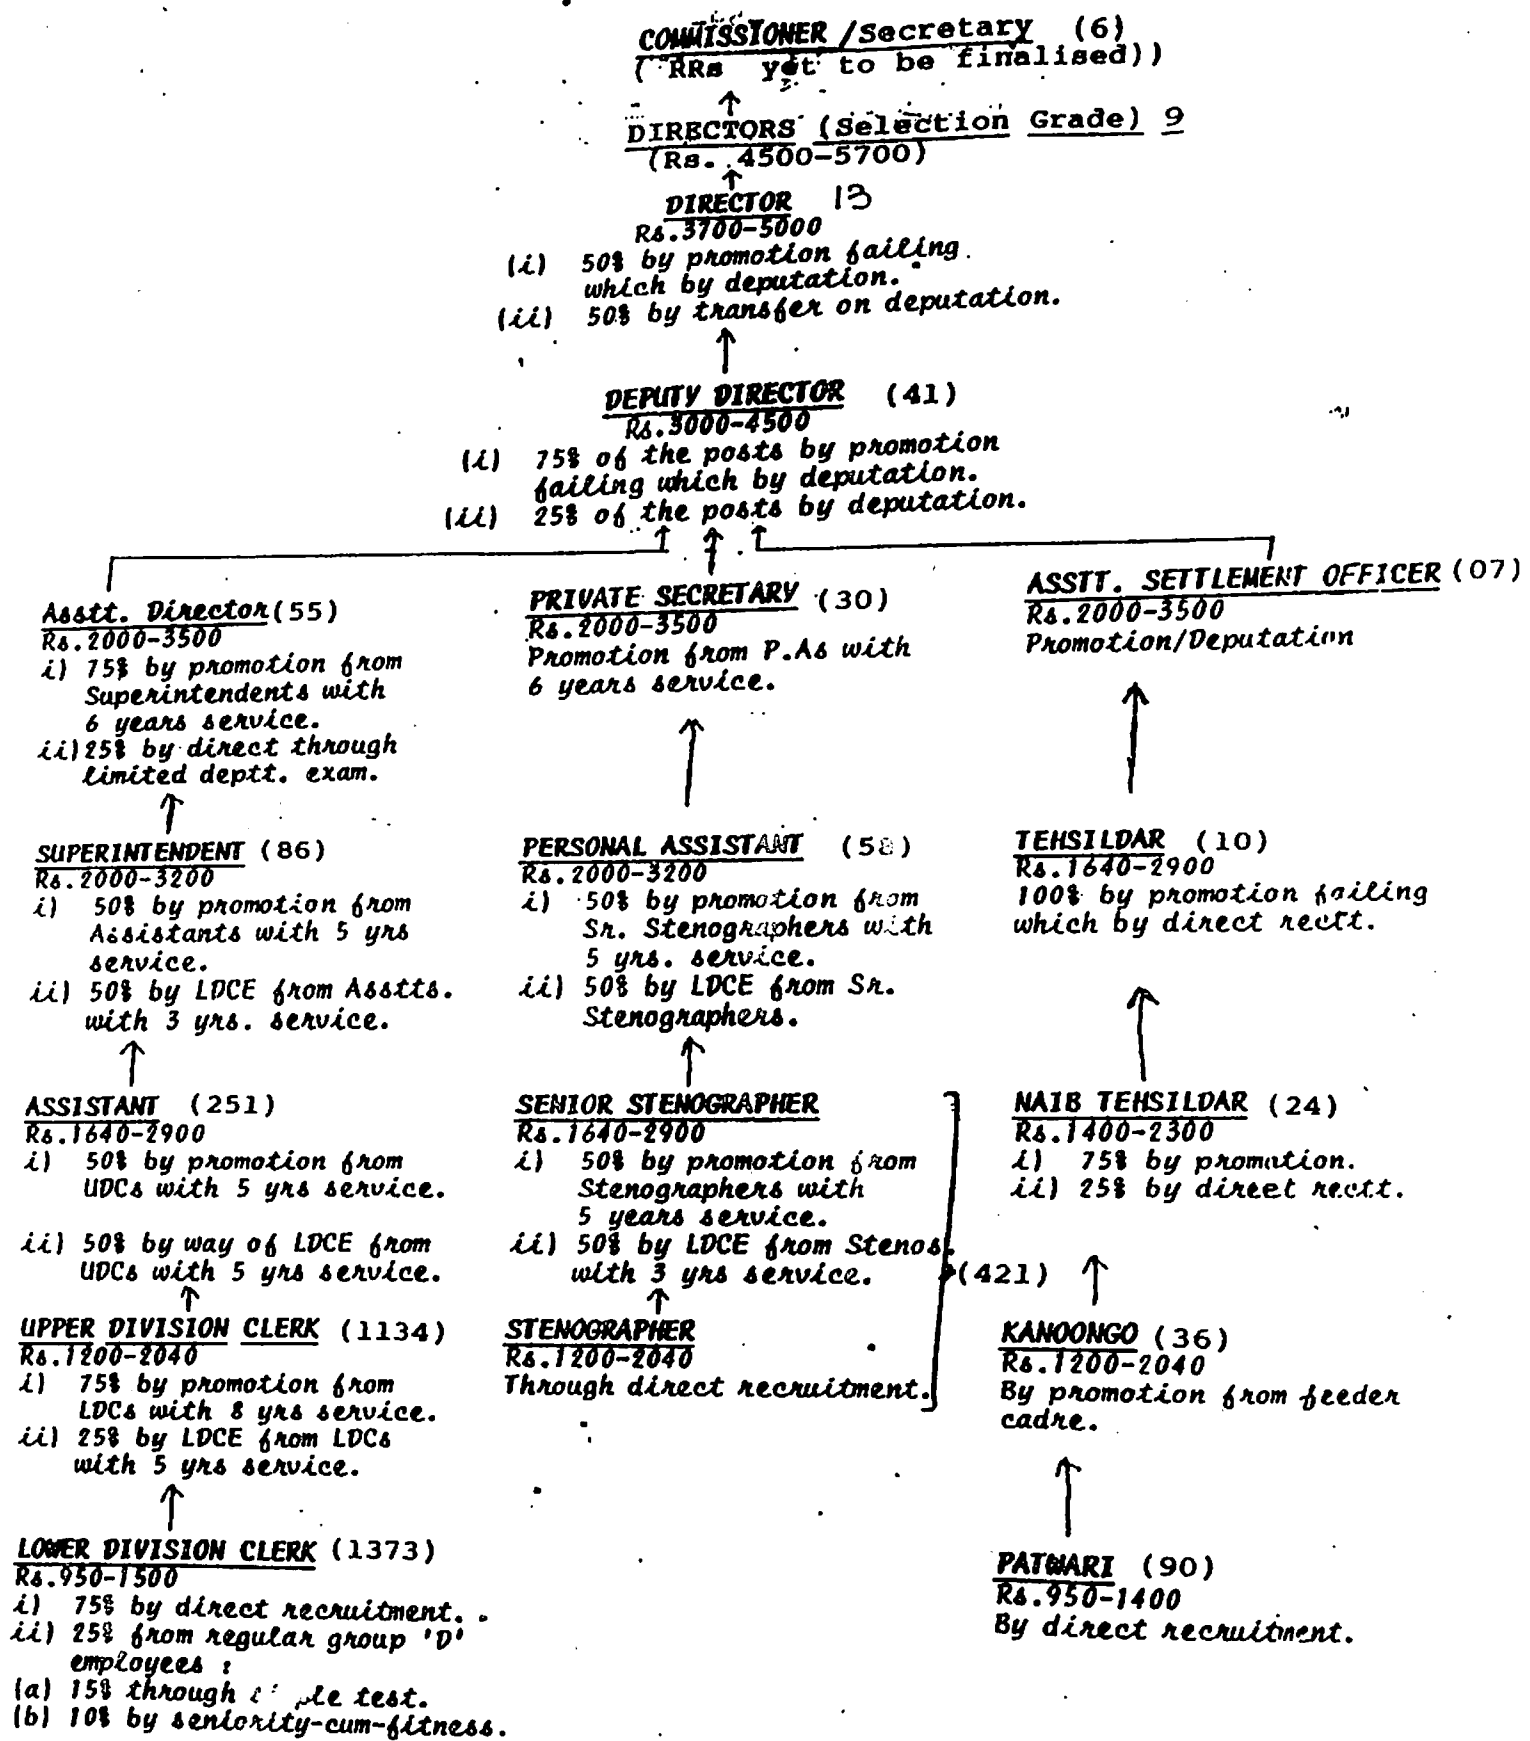 COMMISSIONER /Secretary (6)
( RRs yet to be finalised))
DIRECTORS (Selection Grade) 9
(Rs. 4500-5700)
DIRECTOR 13
Rs.3700-5000
(i) 50% by promotion failing
which by deputation.
(ii) 50% by transfer on deputation.
DEPUTY DIRECTOR (41)
Rs.3000-4500
(i) 75% of the posts by promotion
failing which by deputation.
(ii) 25% of the posts by deputation.
Asstt. Director (55)
Rs.2000-3500
i) 75% by promotion from
Superintendents with
6 years service.
ii) 25% by direct through
limited deptt. exam.
SUPERINTENDENT (86)
Rs.2000-3200
i) 50% by promotion from
Assistants with 5 yrs
service.
ii) 50% by LDCE from Asstts.
with 3 yrs. service.
ASSISTANT (251)
Rs.1640-2900
i) 50% by promotion from
UDCs with 5 yrs service.
ii) 50% by way of LDCE from
UDCs with 5 yrs service.
UPPER DIVISION CLERK (1134)
Rs.1200-2040
i) 75% by promotion from
LDCs with 8 yrs service.
ii) 25% by LDCE from LDCs
with 5 yrs service.
LOWER DIVISION CLERK (1373)
Rs.950-1500
i) 75% by direct recruitment.
ii) 25% from regular group 'D'
employees :
(a) 15% through test.
(b) 10% by seniority-cum-fitness.
PRIVATE SECRETARY (30)
Rs.2000-3500
Promotion from P.As with
6 years service.
PERSONAL ASSISTANT (58)
Rs.2000-3200
i) 50% by promotion from
Sr. Stenographers with
5 yrs. service.
ii) 50% by LDCE from Sr.
Stenographers.
SENIOR STENOGRAPHER
Rs.1640-2900
i) 50% by promotion from
Stenographers with
5 years service.
ii) 50% by LDCE from Stenos.
with 3 yrs service.
(421)
STENOGRAPHER
Rs.1200-2040
Through direct recruitment.
ASSTT. SETTLEMENT OFFICER (07)
Rs.2000-3500
Promotion/Deputation
TEHSILDAR (10)
Rs.1640-2900
100% by promotion failing
which by direct rectt.
NAIB TEHSILDAR (24)
Rs.1400-2300
i) 75% by promotion.
ii) 25% by direct rectt.
KANOONGO (36)
Rs.1200-2040
By promotion from feeder
cadre.
PATWARI (90)
Rs.950-1400
By direct recruitment.